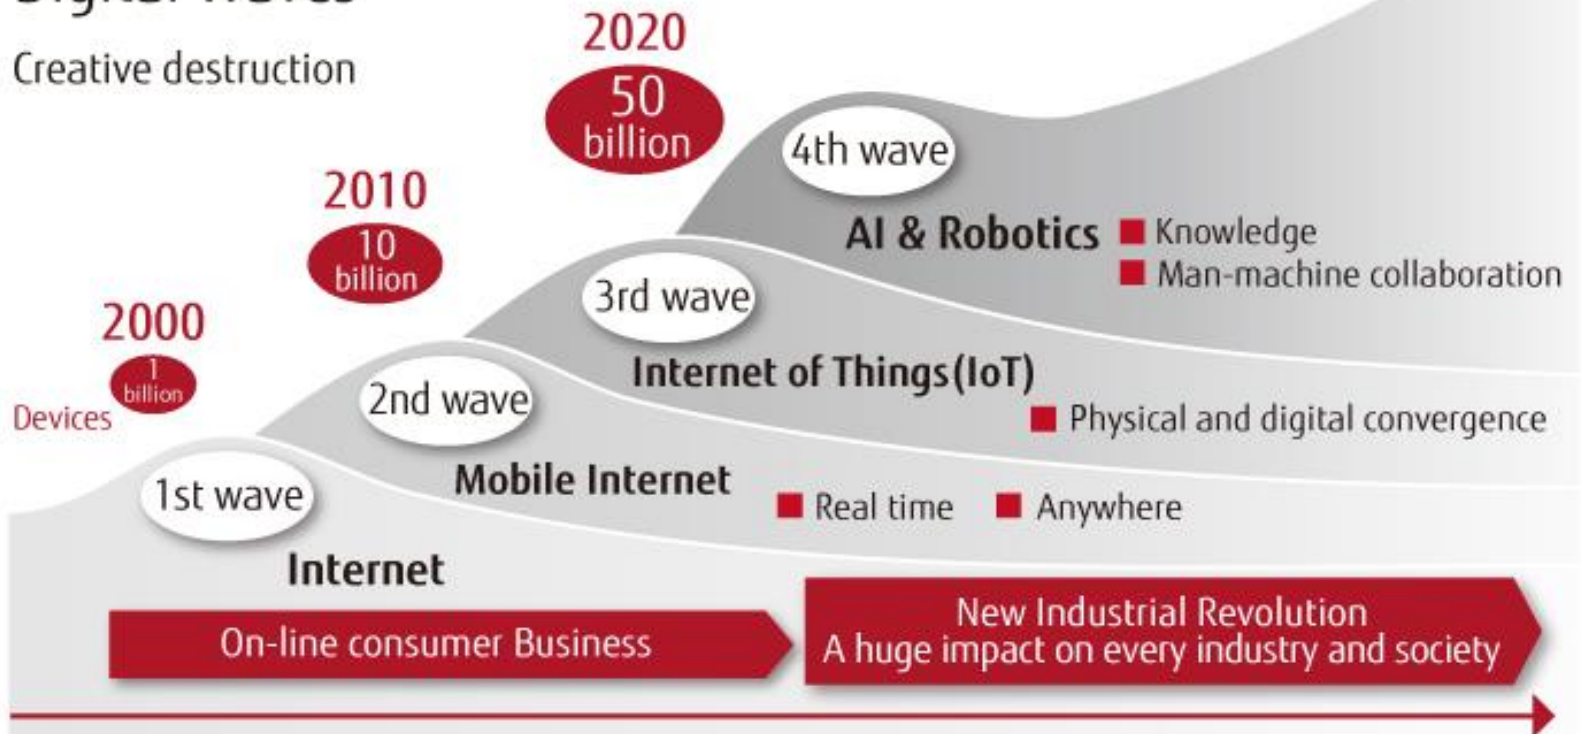 Digital Waves
Creative destruction
2020
50
billion
2010
10
billion
2000
1
billion
Devices
4th wave
AI & Robotics
Knowledge
Man-machine collaboration
3rd wave
Internet of Things(IoT)
Physical and digital convergence
2nd wave
Mobile Internet
Real time
Anywhere
1st wave
Internet
On-line consumer Business
New Industrial Revolution
A huge impact on every industry and society